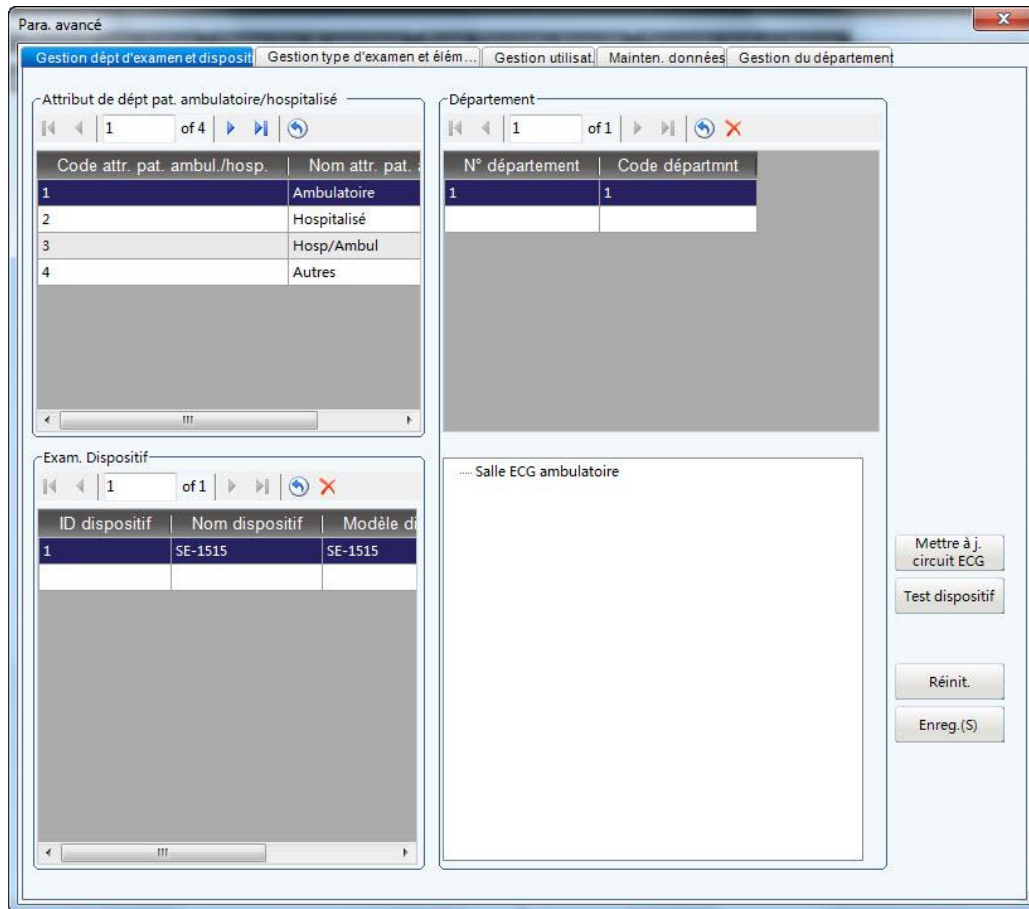 Para. avancé
Gestion dépt d'examen et disposit Gestion type d'examen et élém... Gestion utilisat. Mainten. données Gestion du département
Attribut de dépt pat. ambulatoire/hospitalisé
1 of 4
Code attr. pat. ambul./hosp. Nom attr. pat.
1 Ambulatoire
2 Hospitalisé
3 Hosp/Ambul
4 Autres
Département
1 of 1
N° département Code départmnt
1 1
Exam. Dispositif
1 of 1
ID dispositif Nom dispositif Modèle di
1 SE-1515 SE-1515
Salle ECG ambulatoire
Mettre à j.
circuit ECG
Test dispositif
Réinit.
Enreg.(S)